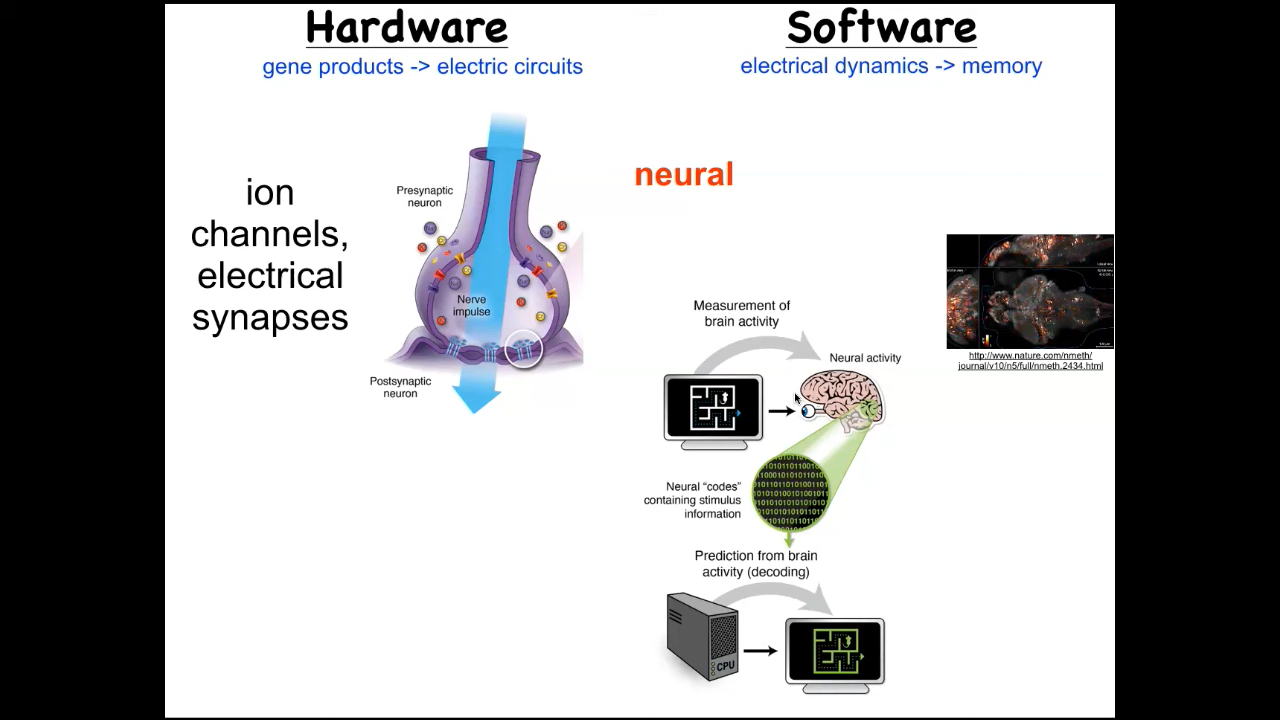 Hardware
gene products -> electric circuits
Software
electrical dynamics -> memory
ion
channels,
electrical
synapses
Presynaptic
neuron
Nerve
impulse
Postsynaptic
neuron
neural
Measurement of
brain activity
Neural activity
http://www.nature.com/nmeth/
journal/v10/n5/full/nmeth.2434.html
Neural “codes”
containing stimulus
information
Prediction from brain
activity (decoding)
CPU